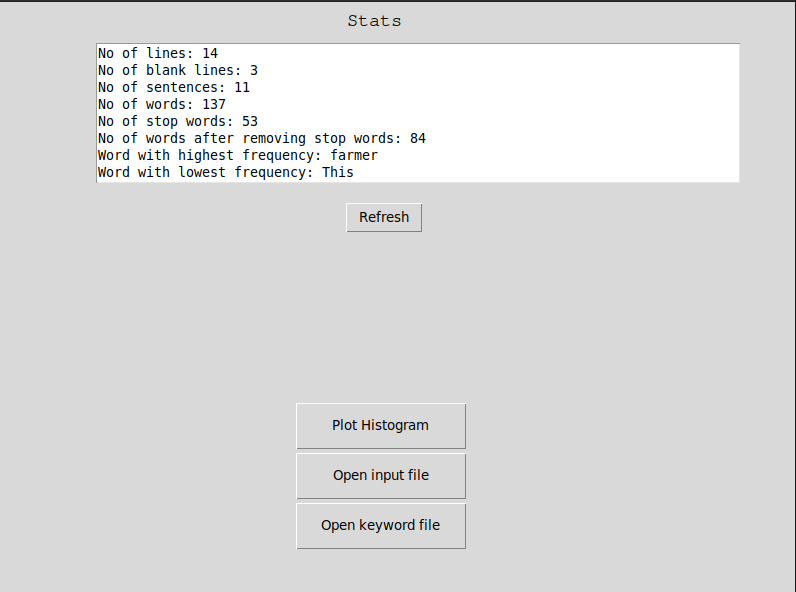 Stats
No of lines: 14
No of blank lines: 3
No of sentences: 11
No of words: 137
No of stop words: 53
No of words after removing stop words: 84
Word with highest frequency: farmer
Word with lowest frequency: This
Refresh
Plot Histogram
Open input file
Open keyword file